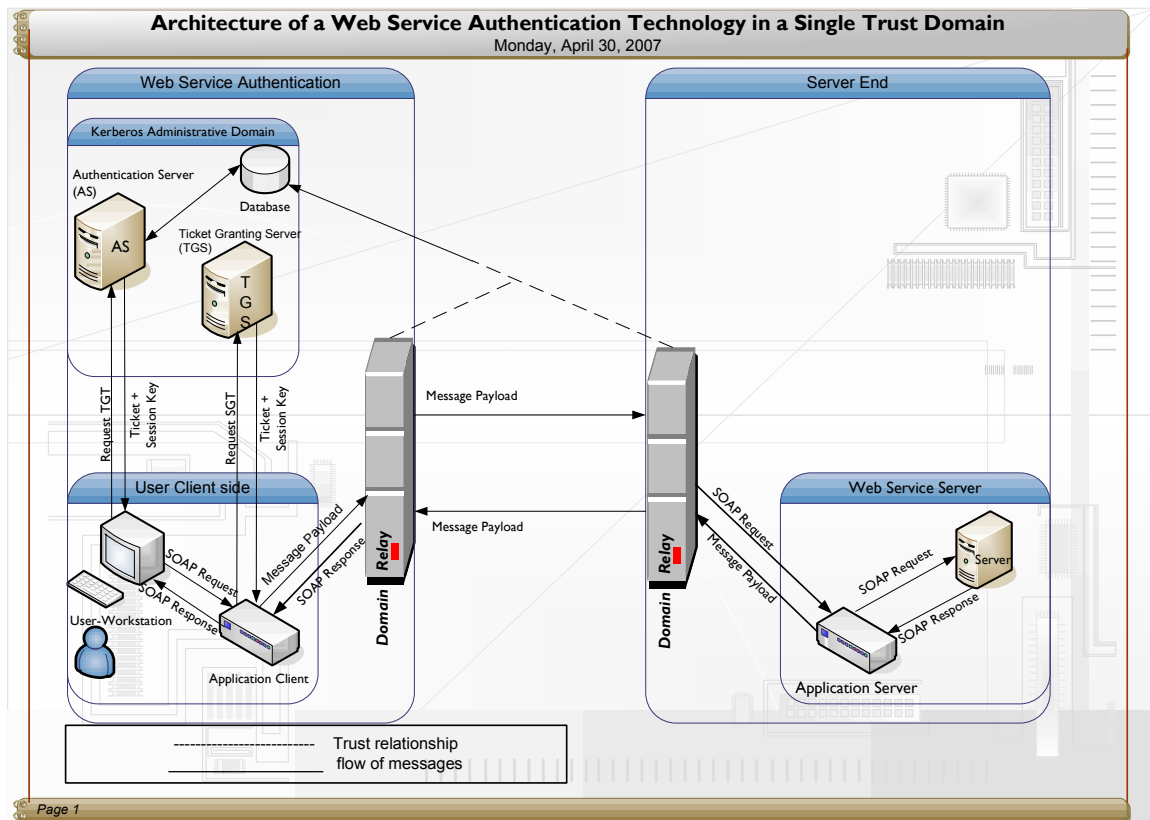 Architecture of a Web Service Authentication Technology in a Single Trust Domain
Monday, April 30, 2007
Web Service Authentication
Server End
Kerberos Administrative Domain
Authentication Server
(AS)
Database
AS
Ticket Granting Server
(TGS)
T
G
S
Request TGT
Ticket +
Session Key
Request SGT
Ticket +
Session Key
Message Payload
Message Payload
User Client side
SOAP Request
SOAP Response
User-Workstation
Application Client
Message Payload
SOAP Response
Domain
Relay
Domain
Relay
SOAP Request
Message Payload
Web Service Server
SOAP Request
Server
SOAP Response
Application Server
Trust relationship
flow of messages
Page 1